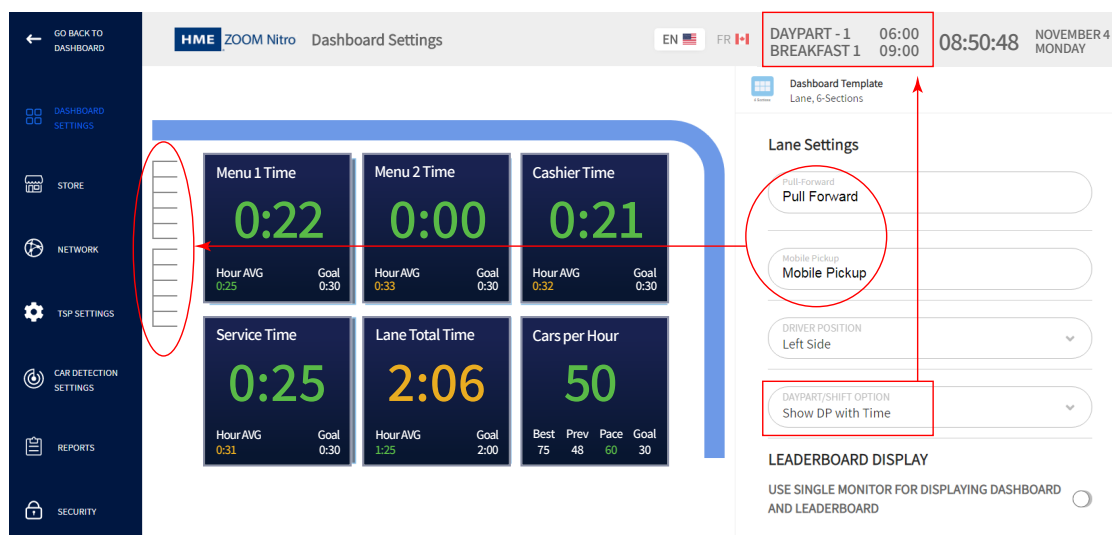 GO BACK TO
DASHBOARD
HME ZOOM Nitro Dashboard Settings
EN FR
DAYPART - 1 06:00
BREAKFAST 1 09:00
08:50:48
NOVEMBER 4
MONDAY
DASHBOARD
SETTINGS
STORE
NETWORK
TSP SETTINGS
CAR DETECTION
SETTINGS
REPORTS
SECURITY
Menu 1 Time
0:22
Hour AVG Goal
0:25 0:30
Menu 2 Time
0:00
Hour AVG Goal
0:33 0:30
Cashier Time
0:21
Hour AVG Goal
0:32 0:30
Service Time
0:25
Hour AVG Goal
0:31 0:30
Lane Total Time
2:06
Hour AVG Goal
1:25 2:00
Cars per Hour
50
Best Prev Pace Goal
75 48 60 30
Dashboard Template
Lane, 6-Sections
Lane Settings
Pull-Forward
Pull Forward
Mobile Pickup
Mobile Pickup
DRIVER POSITION
Left Side
DAYPART/SHIFT OPTION
Show DP with Time
LEADERBOARD DISPLAY
USE SINGLE MONITOR FOR DISPLAYING DASHBOARD
AND LEADERBOARD